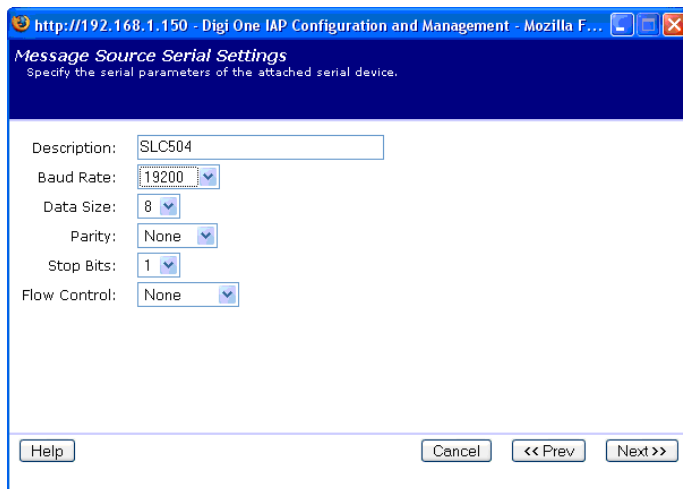 http://192.168.1.150 - Digi One IAP Configuration and Management - Mozilla F...
Message Source Serial Settings
Specify the serial parameters of the attached serial device.
Description: SLC504
Baud Rate: 19200
Data Size: 8
Parity: None
Stop Bits: 1
Flow Control: None
Help Cancel << Prev Next >>